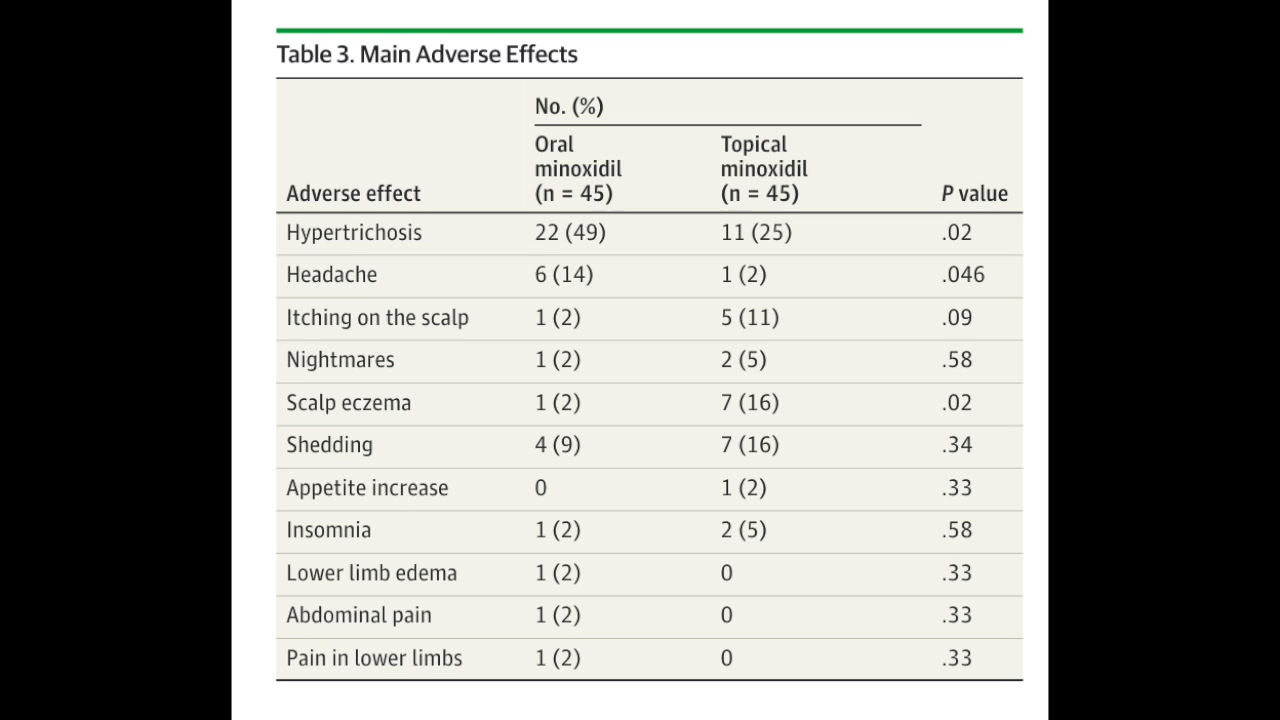 Table 3. Main Adverse Effects
No. (%)
Adverse effect Oral minoxidil (n = 45) Topical minoxidil (n = 45) P value
Hypertrichosis 22 (49) 11 (25) .02
Headache 6 (14) 1 (2) .046
Itching on the scalp 1 (2) 5 (11) .09
Nightmares 1 (2) 2 (5) .58
Scalp eczema 1 (2) 7 (16) .02
Shedding 4 (9) 7 (16) .34
Appetite increase 0 1 (2) .33
Insomnia 1 (2) 2 (5) .58
Lower limb edema 1 (2) 0 .33
Abdominal pain 1 (2) 0 .33
Pain in lower limbs 1 (2) 0 .33